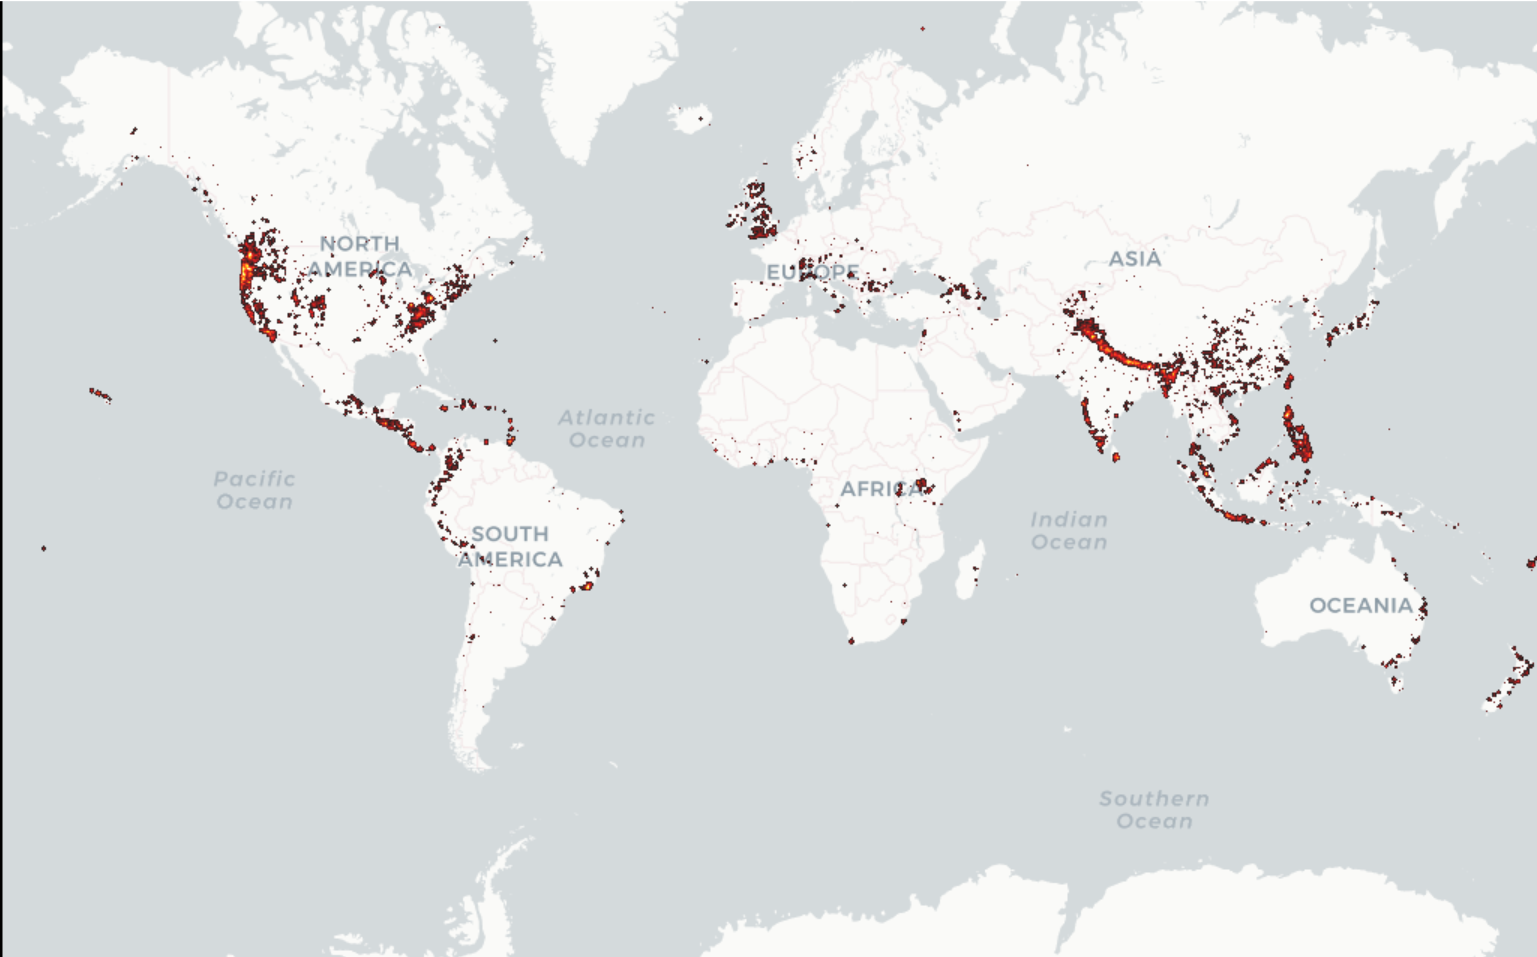 NORTH
AMERICA
EUROPE
ASIA
Atlantic
Ocean
Pacific
Ocean
AFRICA
Indian
Ocean
SOUTH
AMERICA
OCEANIA
Southern
Ocean